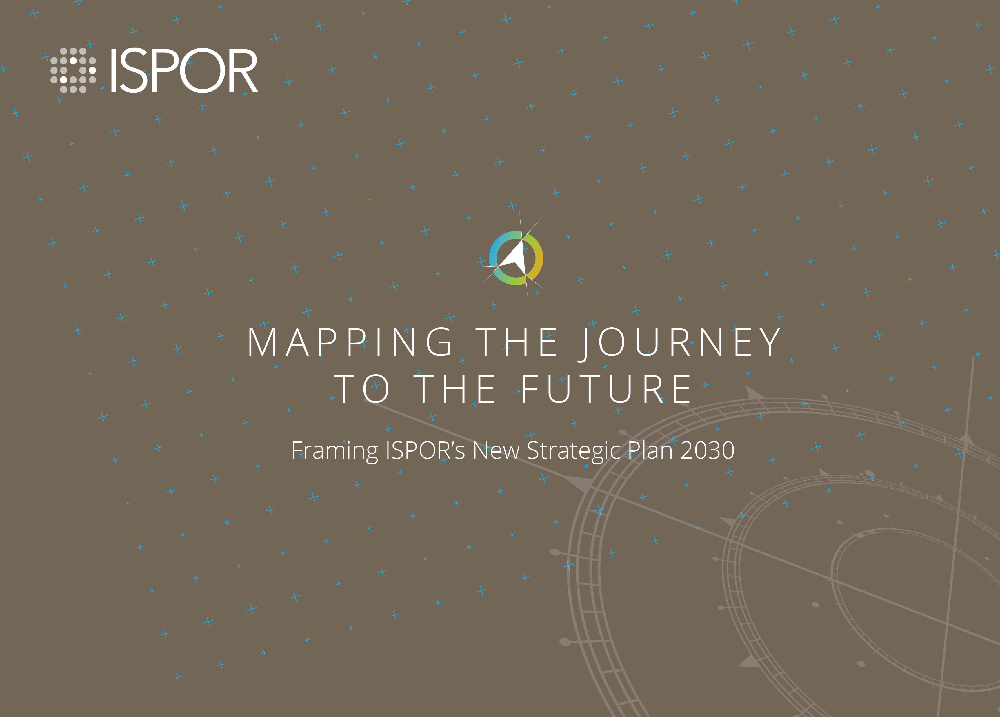 ISPOR
MAPPING THE JOURNEY
TO THE FUTURE
Framing ISPOR’s New Strategic Plan 2030